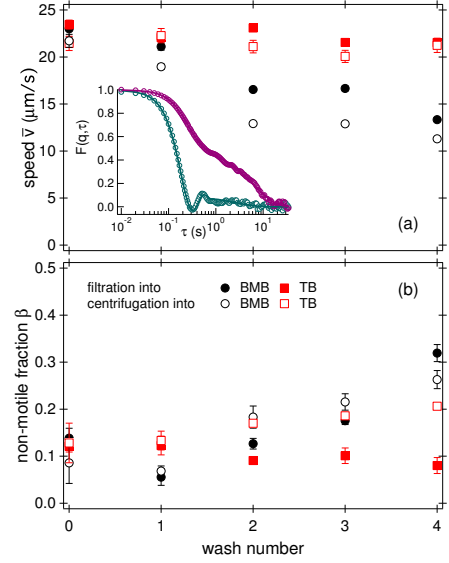 25
20
15
10
5
0
speed v̄ (μm/s)
1.0
0.8
0.6
0.4
0.2
0.0
F(q,τ)
10⁻² 10⁻¹ 10⁰ 10¹
τ (s)
(a)
0.5
0.4
0.3
0.2
0.1
0.0
non-motile fraction β
filtration into BMB TB (b)
centrifugation into BMB TB
0 1 2 3 4
wash number